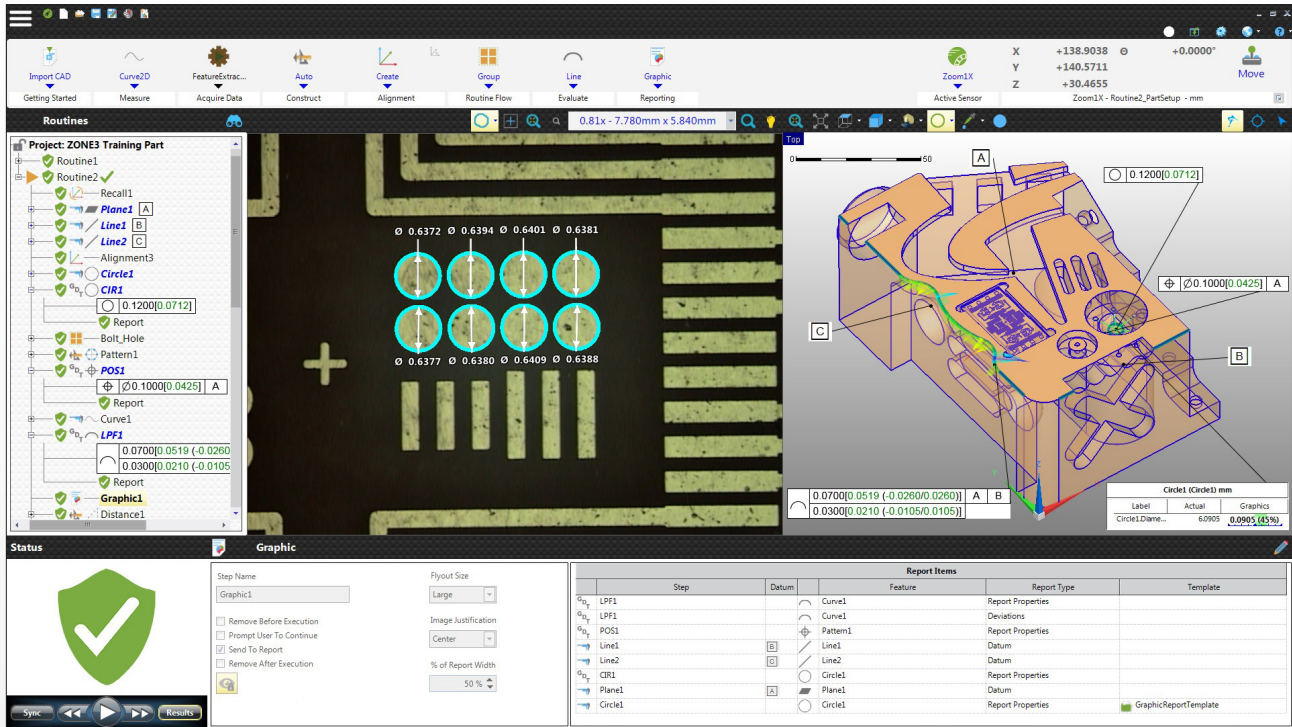 X +138.9038 Θ +0.0000°
Y +140.5711
Z +30.4655
Import CAD Curve2D FeatureExtrac... Auto Create Group Line Graphic Zoom1X Move
Getting Started Measure Acquire Data Construct Alignment Routine Flow Evaluate Reporting Active Sensor Zoom1X - Routine2_PartSetup - mm
Routines
0.81x - 7.780mm x 5.840mm
Project: ZONE3 Training Part
Routine1
Routine2
Recall1
Plane1 A
Line1 B
Line2 C
Alignment3
Circle1
CIR1
0.1200[0.0712]
Report
Bolt_Hole
Pattern1
POS1
Ø0.1000[0.0425] A
Report
Curve1
LPF1
0.0700[0.0519 (-0.0260
0.0300[0.0210 (-0.0105
Report
Graphic1
Distance1
Ø 0.6372 Ø 0.6394 Ø 0.6401 Ø 0.6381
Ø 0.6377 Ø 0.6380 Ø 0.6409 Ø 0.6388
Top
0 50
A
0.1200[0.0712]
Ø0.1000[0.0425] A
C
B
0.0700[0.0519 (-0.0260/0.0260)] A B
0.0300[0.0210 (-0.0105/0.0105)]
Z
Circle1 (Circle1) mm
Label Actual Graphics
Circle1.Diame... 6.0905 0.0905 (45%)
Status
Graphic
Step Name
Graphic1
Remove Before Execution
Prompt User To Continue
Send To Report
Remove After Execution
Flyout Size
Large
Image Justification
Center
% of Report Width
50 %
Report Items
Step Datum Feature Report Type Template
LPF1 Curve1 Report Properties
LPF1 Curve1 Deviations
POS1 Pattern1 Report Properties
Line1 B Line1 Datum
Line2 C Line2 Datum
CIR1 Circle1 Report Properties
Plane1 A Plane1 Datum
Circle1 Circle1 Report Properties GraphicReportTemplate
Sync Results